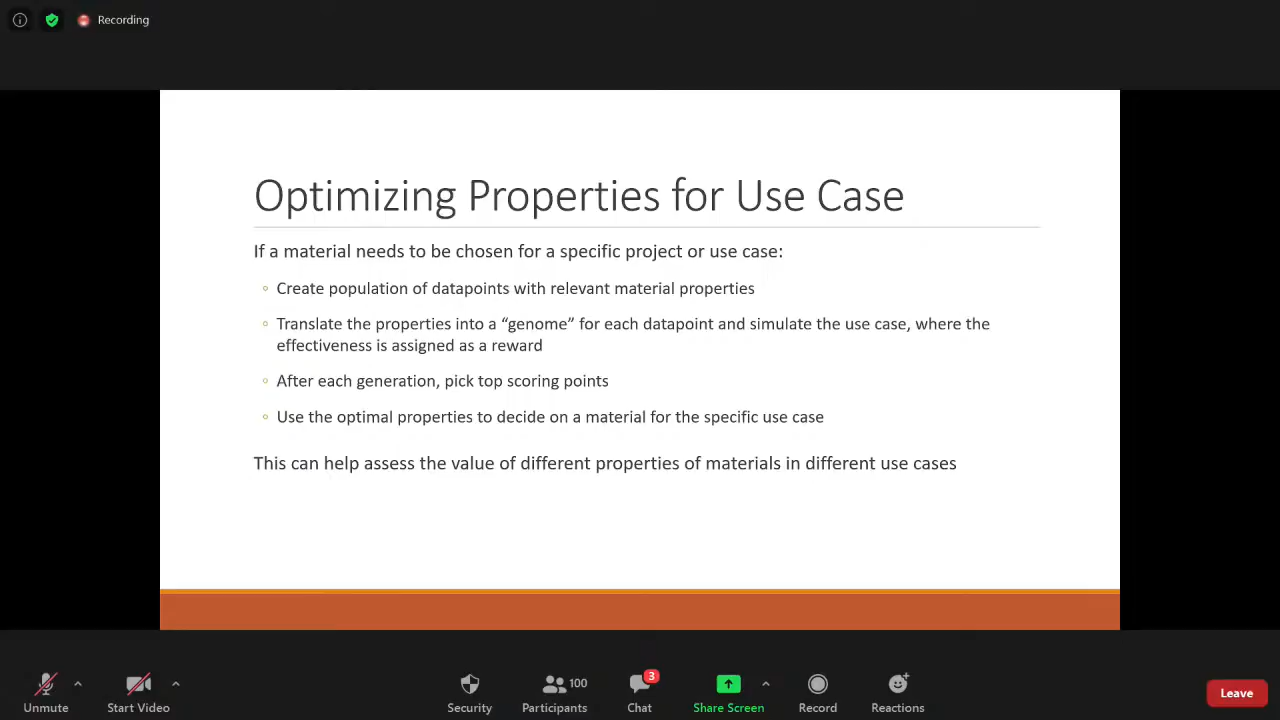 Recording
Optimizing Properties for Use Case
If a material needs to be chosen for a specific project or use case:
◦ Create population of datapoints with relevant material properties
◦ Translate the properties into a “genome” for each datapoint and simulate the use case, where the
effectiveness is assigned as a reward
◦ After each generation, pick top scoring points
◦ Use the optimal properties to decide on a material for the specific use case
This can help assess the value of different properties of materials in different use cases
Unmute
Start Video
Security
Participants 100
Chat 3
Share Screen
Record
Reactions
Leave